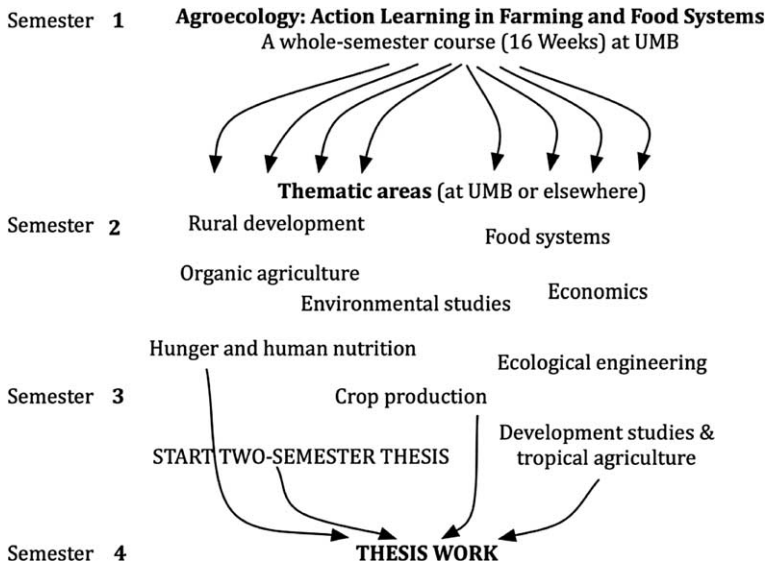 Semester 1
Agroecology: Action Learning in Farming and Food Systems
A whole-semester course (16 Weeks) at UMB
Thematic areas (at UMB or elsewhere)
Semester 2
Rural development
Food systems
Organic agriculture
Environmental studies
Economics
Hunger and human nutrition
Ecological engineering
Semester 3
Crop production
Development studies &
tropical agriculture
START TWO-SEMESTER THESIS
Semester 4
THESIS WORK